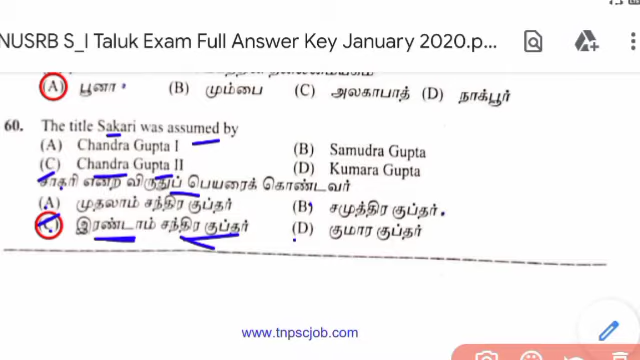 NUSRB S_I Taluk Exam Full Answer Key January 2020.p...
(A) பூனா (B) மும்பை (C) அலகாபாத் (D) நாக்பூர்
60. The title Sakari was assumed by
(A) Chandra Gupta I (B) Samudra Gupta
(C) Chandra Gupta II (D) Kumara Gupta
சாகரி என்ற விருதுப் பெயரைக் கொண்டவர்
(A) முதலாம் சந்திர குப்தர் (B) சமுத்திர குப்தர்
(C) இரண்டாம் சந்திர குப்தர் (D) குமார குப்தர்
www.tnpscjob.com